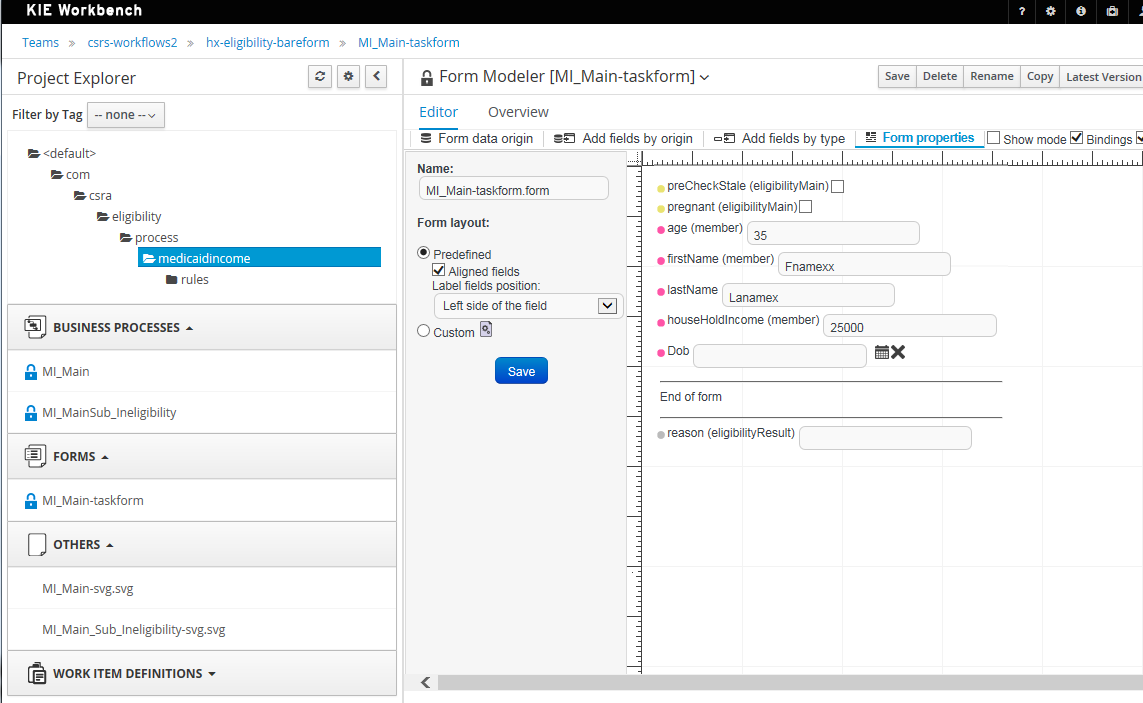 KIE Workbench
?
Teams » csrs-workflows2 » hx-eligibility-bareform » MI_Main-taskform
Project Explorer
Filter by Tag -- none --
<default>
com
csra
eligibility
process
medicaidincome
rules
BUSINESS PROCESSES
MI_Main
MI_MainSub_Ineligibility
FORMS
MI_Main-taskform
OTHERS
MI_Main-svg.svg
MI_Main_Sub_Ineligibility-svg.svg
WORK ITEM DEFINITIONS
Form Modeler [MI_Main-taskform]
Save Delete Rename Copy Latest Version
Editor Overview
Form data origin Add fields by origin Add fields by type Form properties Show mode Bindings
Name:
MI_Main-taskform.form
Form layout:
Predefined
Aligned fields
Label fields position:
Left side of the field
Custom
Save
preCheckStale (eligibilityMain)
pregnant (eligibilityMain)
age (member) 35
firstName (member) Fnamexx
lastName Lanamex
houseHoldIncome (member) 25000
Dob
End of form
reason (eligibilityResult)